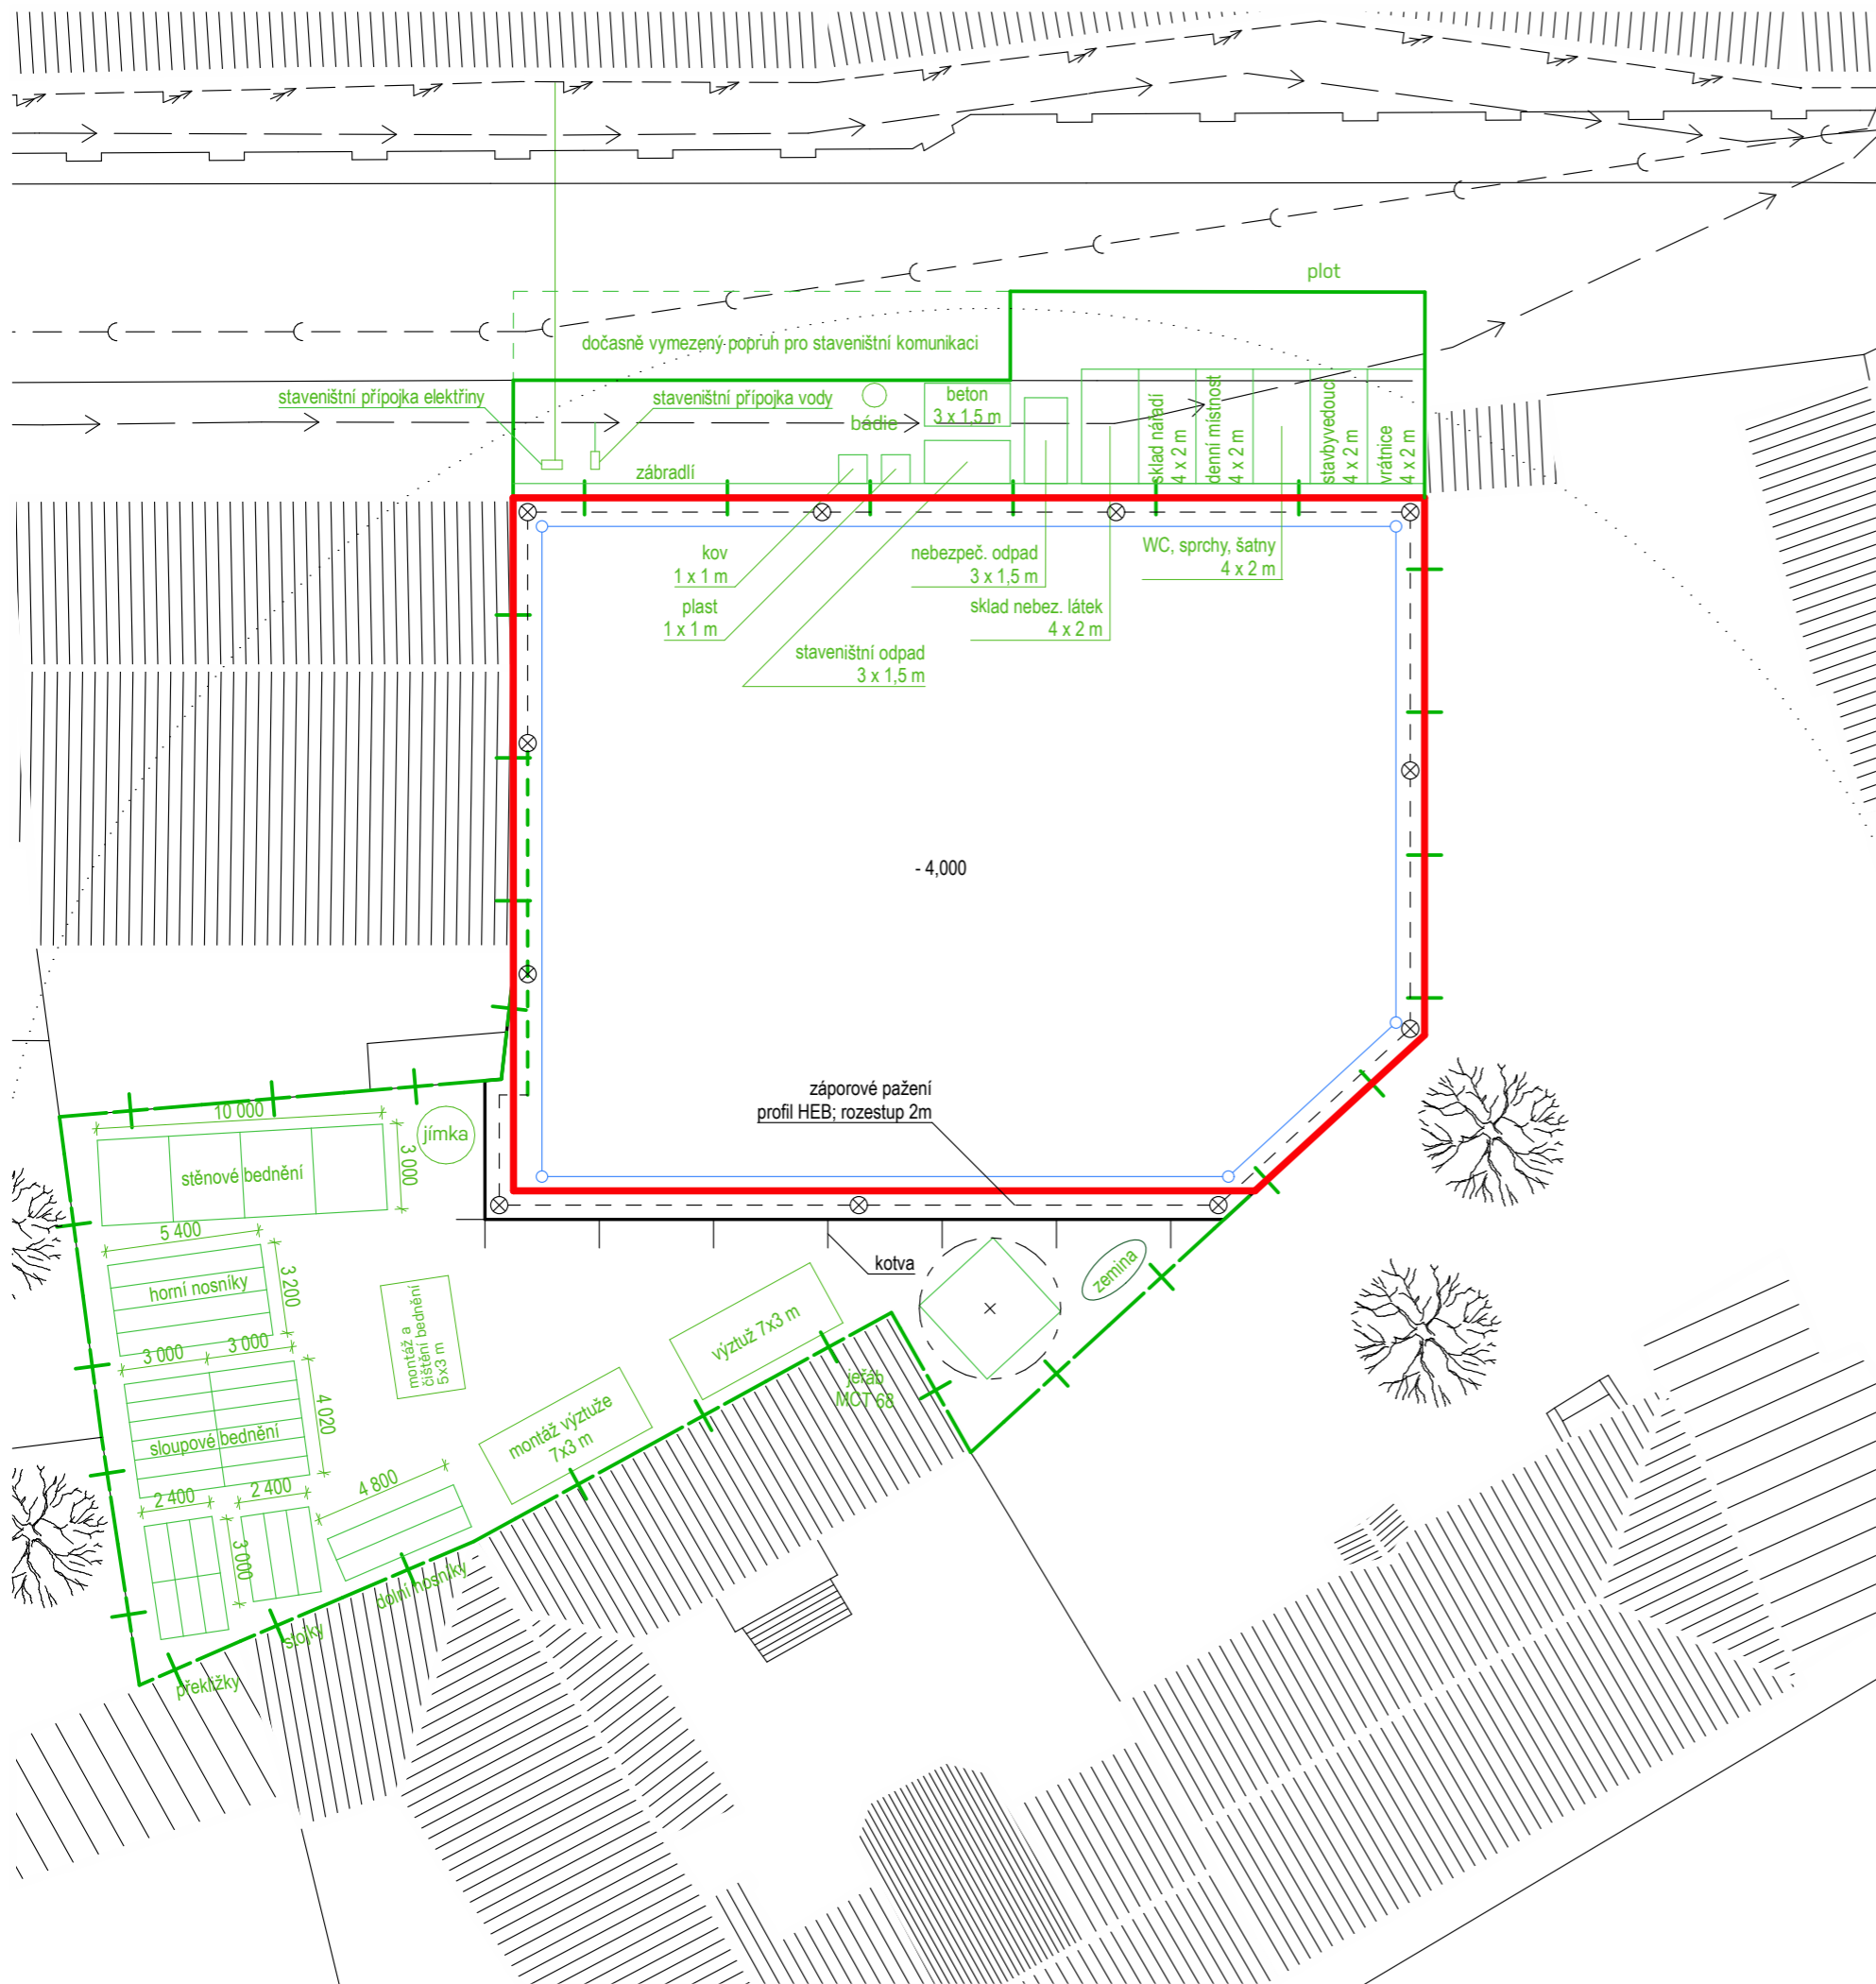 plot
dočasně vymezený popruh pro staveništní komunikaci
staveništní přípojka elektřiny
staveništní přípojka vody
bádie
beton
3 x 1,5 m
sklad nářadí
4 x 2 m
denní místnost
4 x 2 m
stavbyvedoucí
4 x 2 m
vrátnice
4 x 2 m
zábradlí
kov
1 x 1 m
plast
1 x 1 m
staveništní odpad
3 x 1,5 m
nebezpeč. odpad
3 x 1,5 m
sklad nebez. látek
4 x 2 m
WC, sprchy, šatny
4 x 2 m
- 4,000
záporové pažení
profil HEB; rozestup 2m
kotva
zemina
jeřáb
MCT 68
10 000
jímka
stěnové bednění
3 000
5 400
horní nosníky
3 200
3 000
3 000
montáž a
čištění bednění
5x3 m
výztuž 7x3 m
4 020
sloupové bednění
montáž výztuže
7x3 m
2 400
2 400
4 800
3 000
dolní nosníky
stojky
překližky